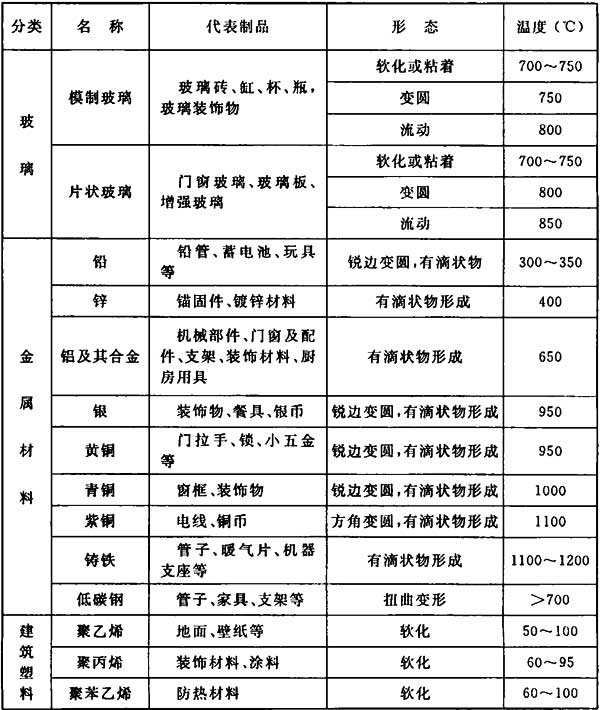 分类 名 称 代表制品 形 态 温度(℃)
玻璃 模制玻璃 玻璃砖、缸、杯、瓶,
玻璃装饰物
软化或粘着 700～750
变圆 750
流动 800
片状玻璃 门窗玻璃、玻璃板、
增强玻璃
软化或粘着 700～750
变圆 800
流动 850
金属材料 铅 铅管、蓄电池、玩具
等
锐边变圆,有滴状物 300～350
锌 锚固件、镀锌材料 有滴状物形成 400
铝及其合金 机械部件、门窗及配
件、支架、装饰材料、厨
房用具
有滴状物形成 650
银 装饰物、餐具、银币 锐边变圆,有滴状物形成 950
黄铜 门拉手、锁、小五金
等
锐边变圆,有滴状物形成 950
青铜 窗框、装饰物 锐边变圆,有滴状物形成 1000
紫铜 电线、铜币 方角变圆,有滴状物形成 1100
铸铁 管子、暖气片、机器
支座等
有滴状物形成 1100～1200
低碳钢 管子、家具、支架等 扭曲变形 >700
建筑塑料 聚乙烯 地面、壁纸等 软化 50～100
聚丙烯 装饰材料、涂料 软化 60～95
聚苯乙烯 防热材料 软化 60～100